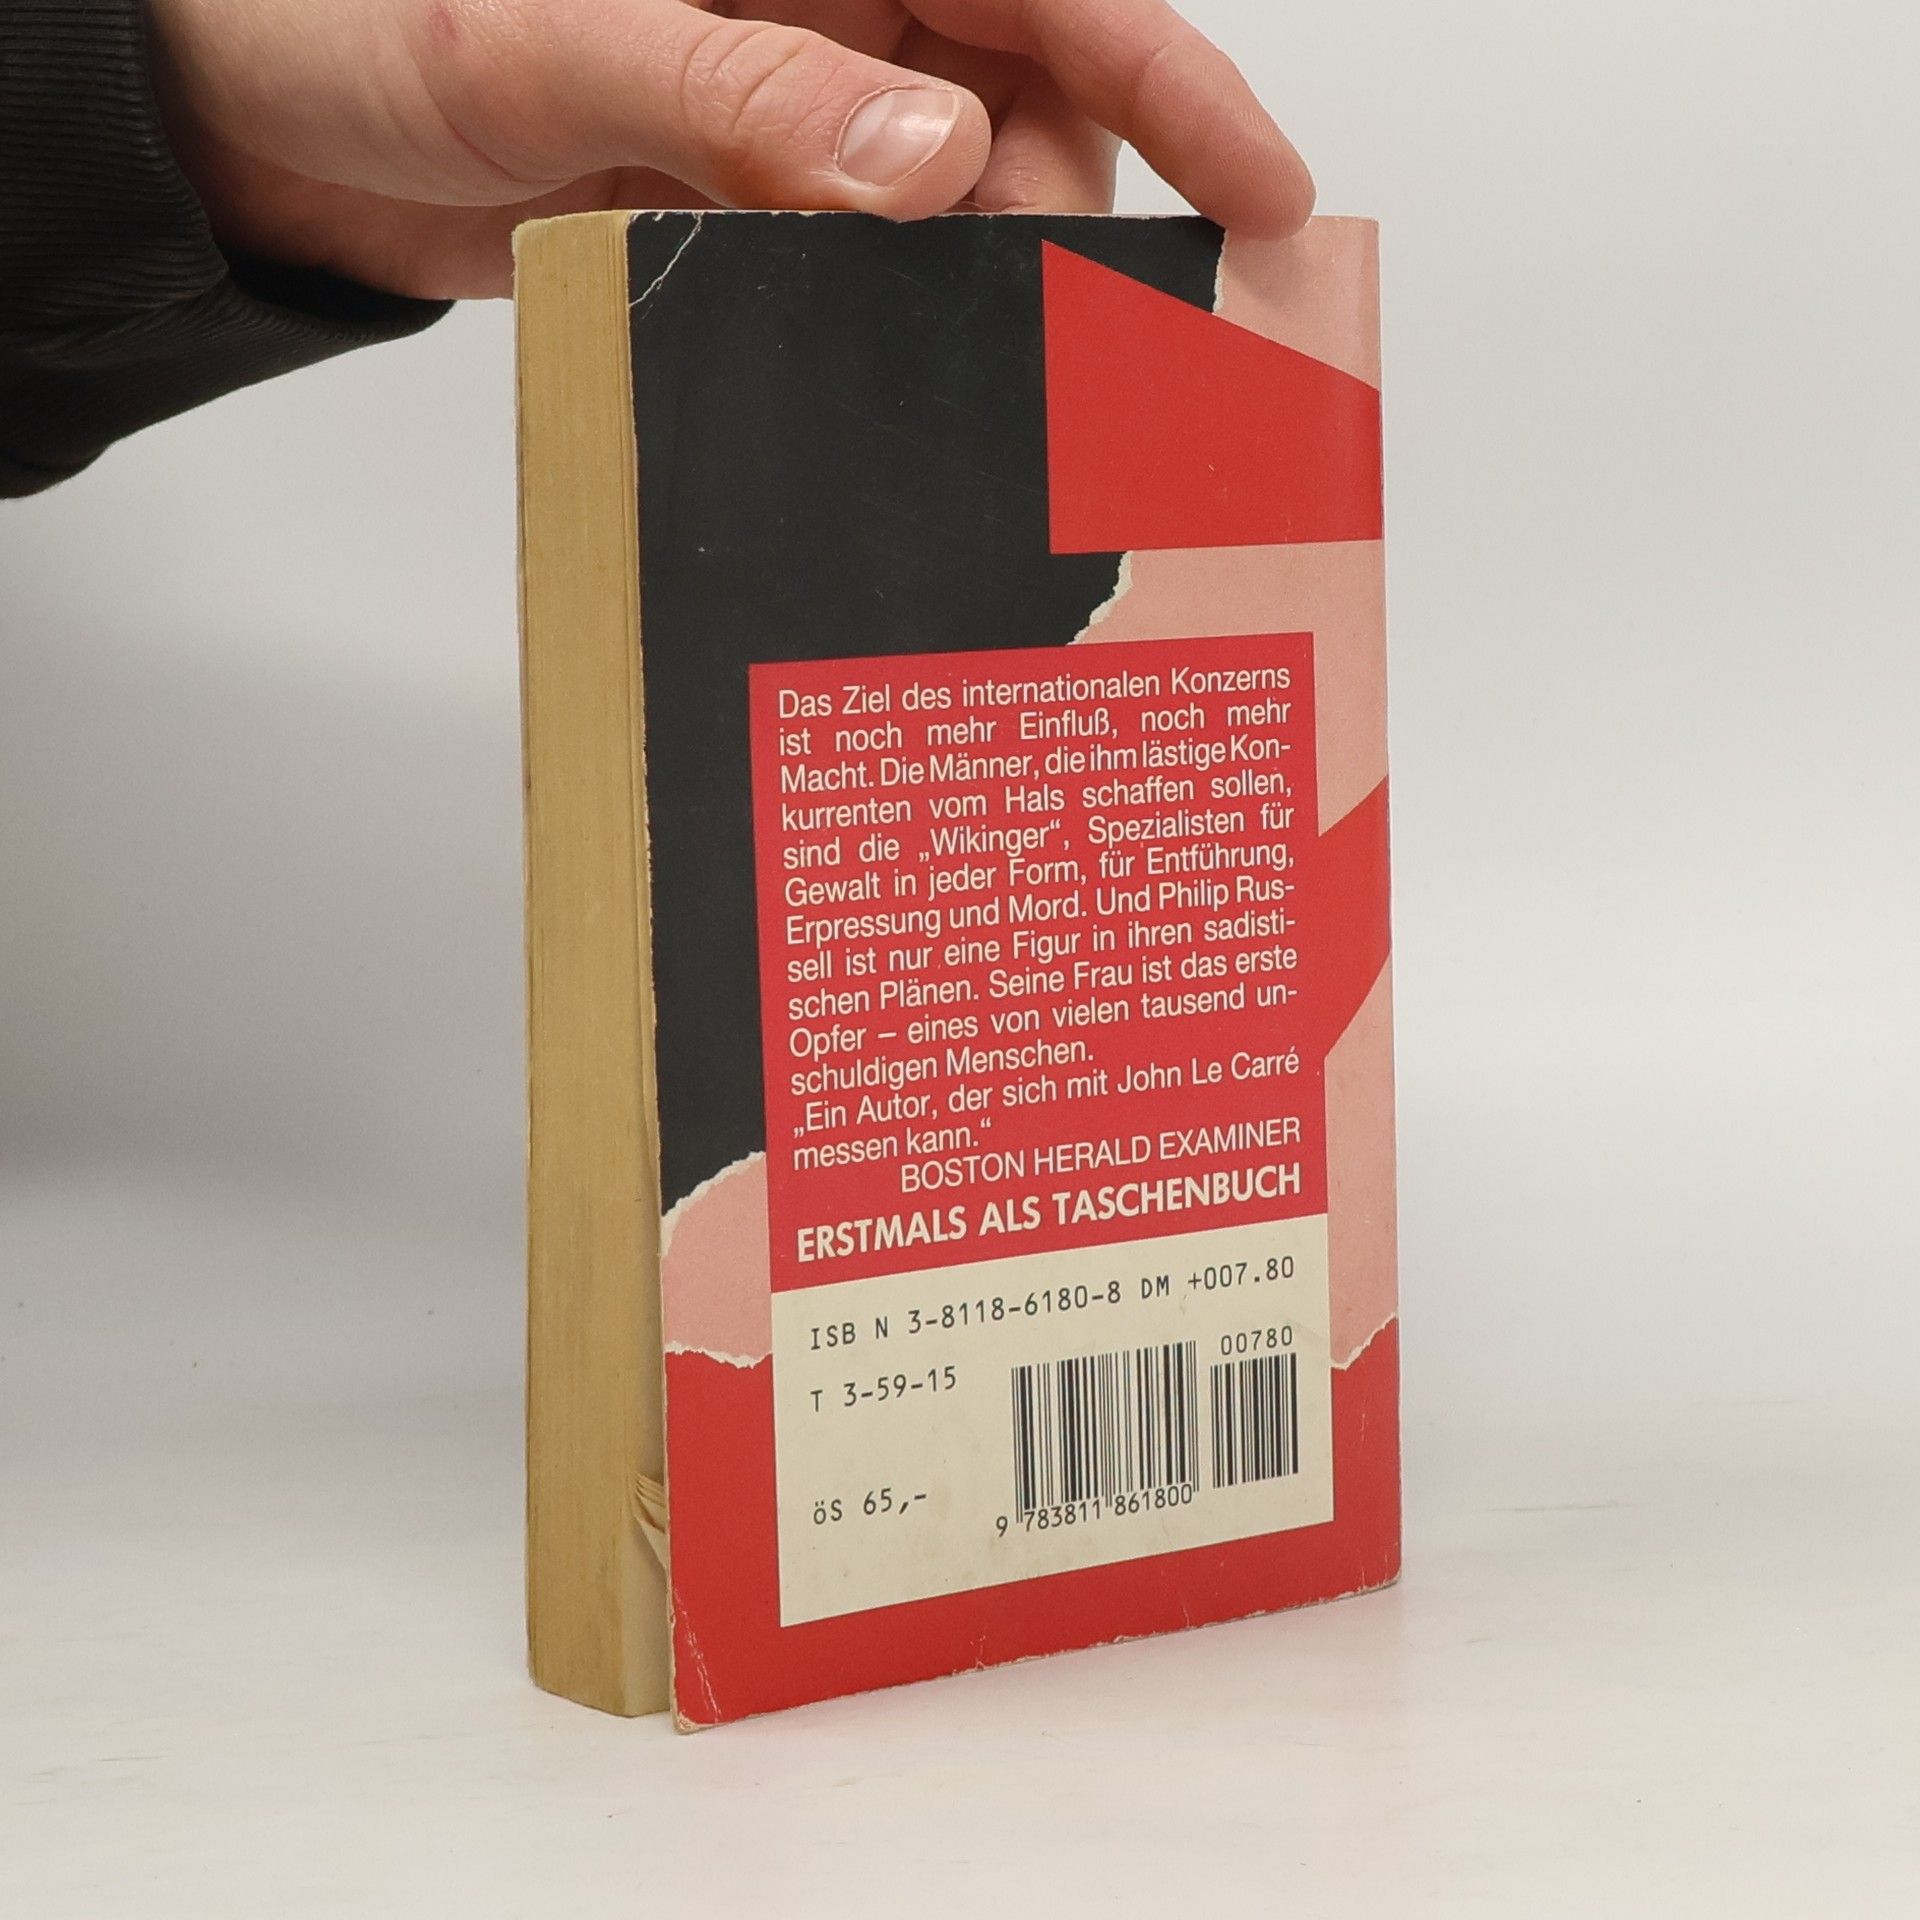 Das Ziel des internationalen Konzerns
ist noch mehr Einfluß, noch mehr
Macht. Die Männer, die ihm lästige Kon-
kurrenten vom Hals schaffen sollen,
sind die „Wikinger“, Spezialisten für
Gewalt in jeder Form, für Entführung,
Erpressung und Mord. Und Philip Rus-
sell ist nur eine Figur in ihren sadisti-
schen Plänen. Seine Frau ist das erste
Opfer – eines von vielen tausend un-
schuldigen Menschen.
„Ein Autor, der sich mit John Le Carré
messen kann.“
BOSTON HERALD EXAMINER
ERSTMALS ALS TASCHENBUCH
ISB N 3-8118-6180-8 DM +007.80
00780
T 3-59-15
öS 65,-
9 783811 861800